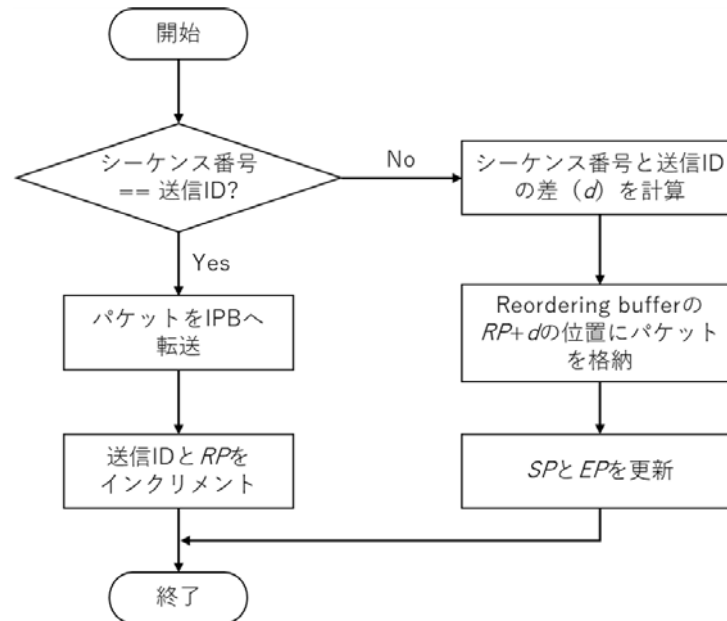 開始
シーケンス番号
== 送信ID?
No
シーケンス番号と送信ID
の差（d）を計算
Yes
パケットをIPBへ
転送
Reordering bufferの
RP+dの位置にパケット
を格納
送信IDとRPを
インクリメント
SPとEPを更新
終了